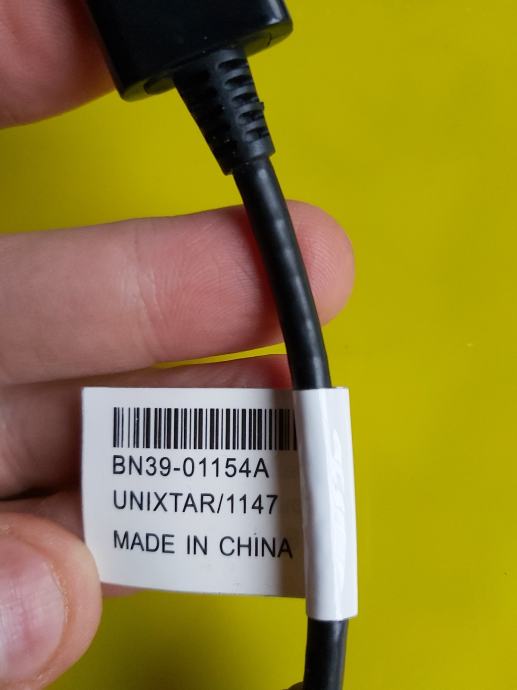 BN39-01154A
UNIXTAR/1147
MADE IN CHINA